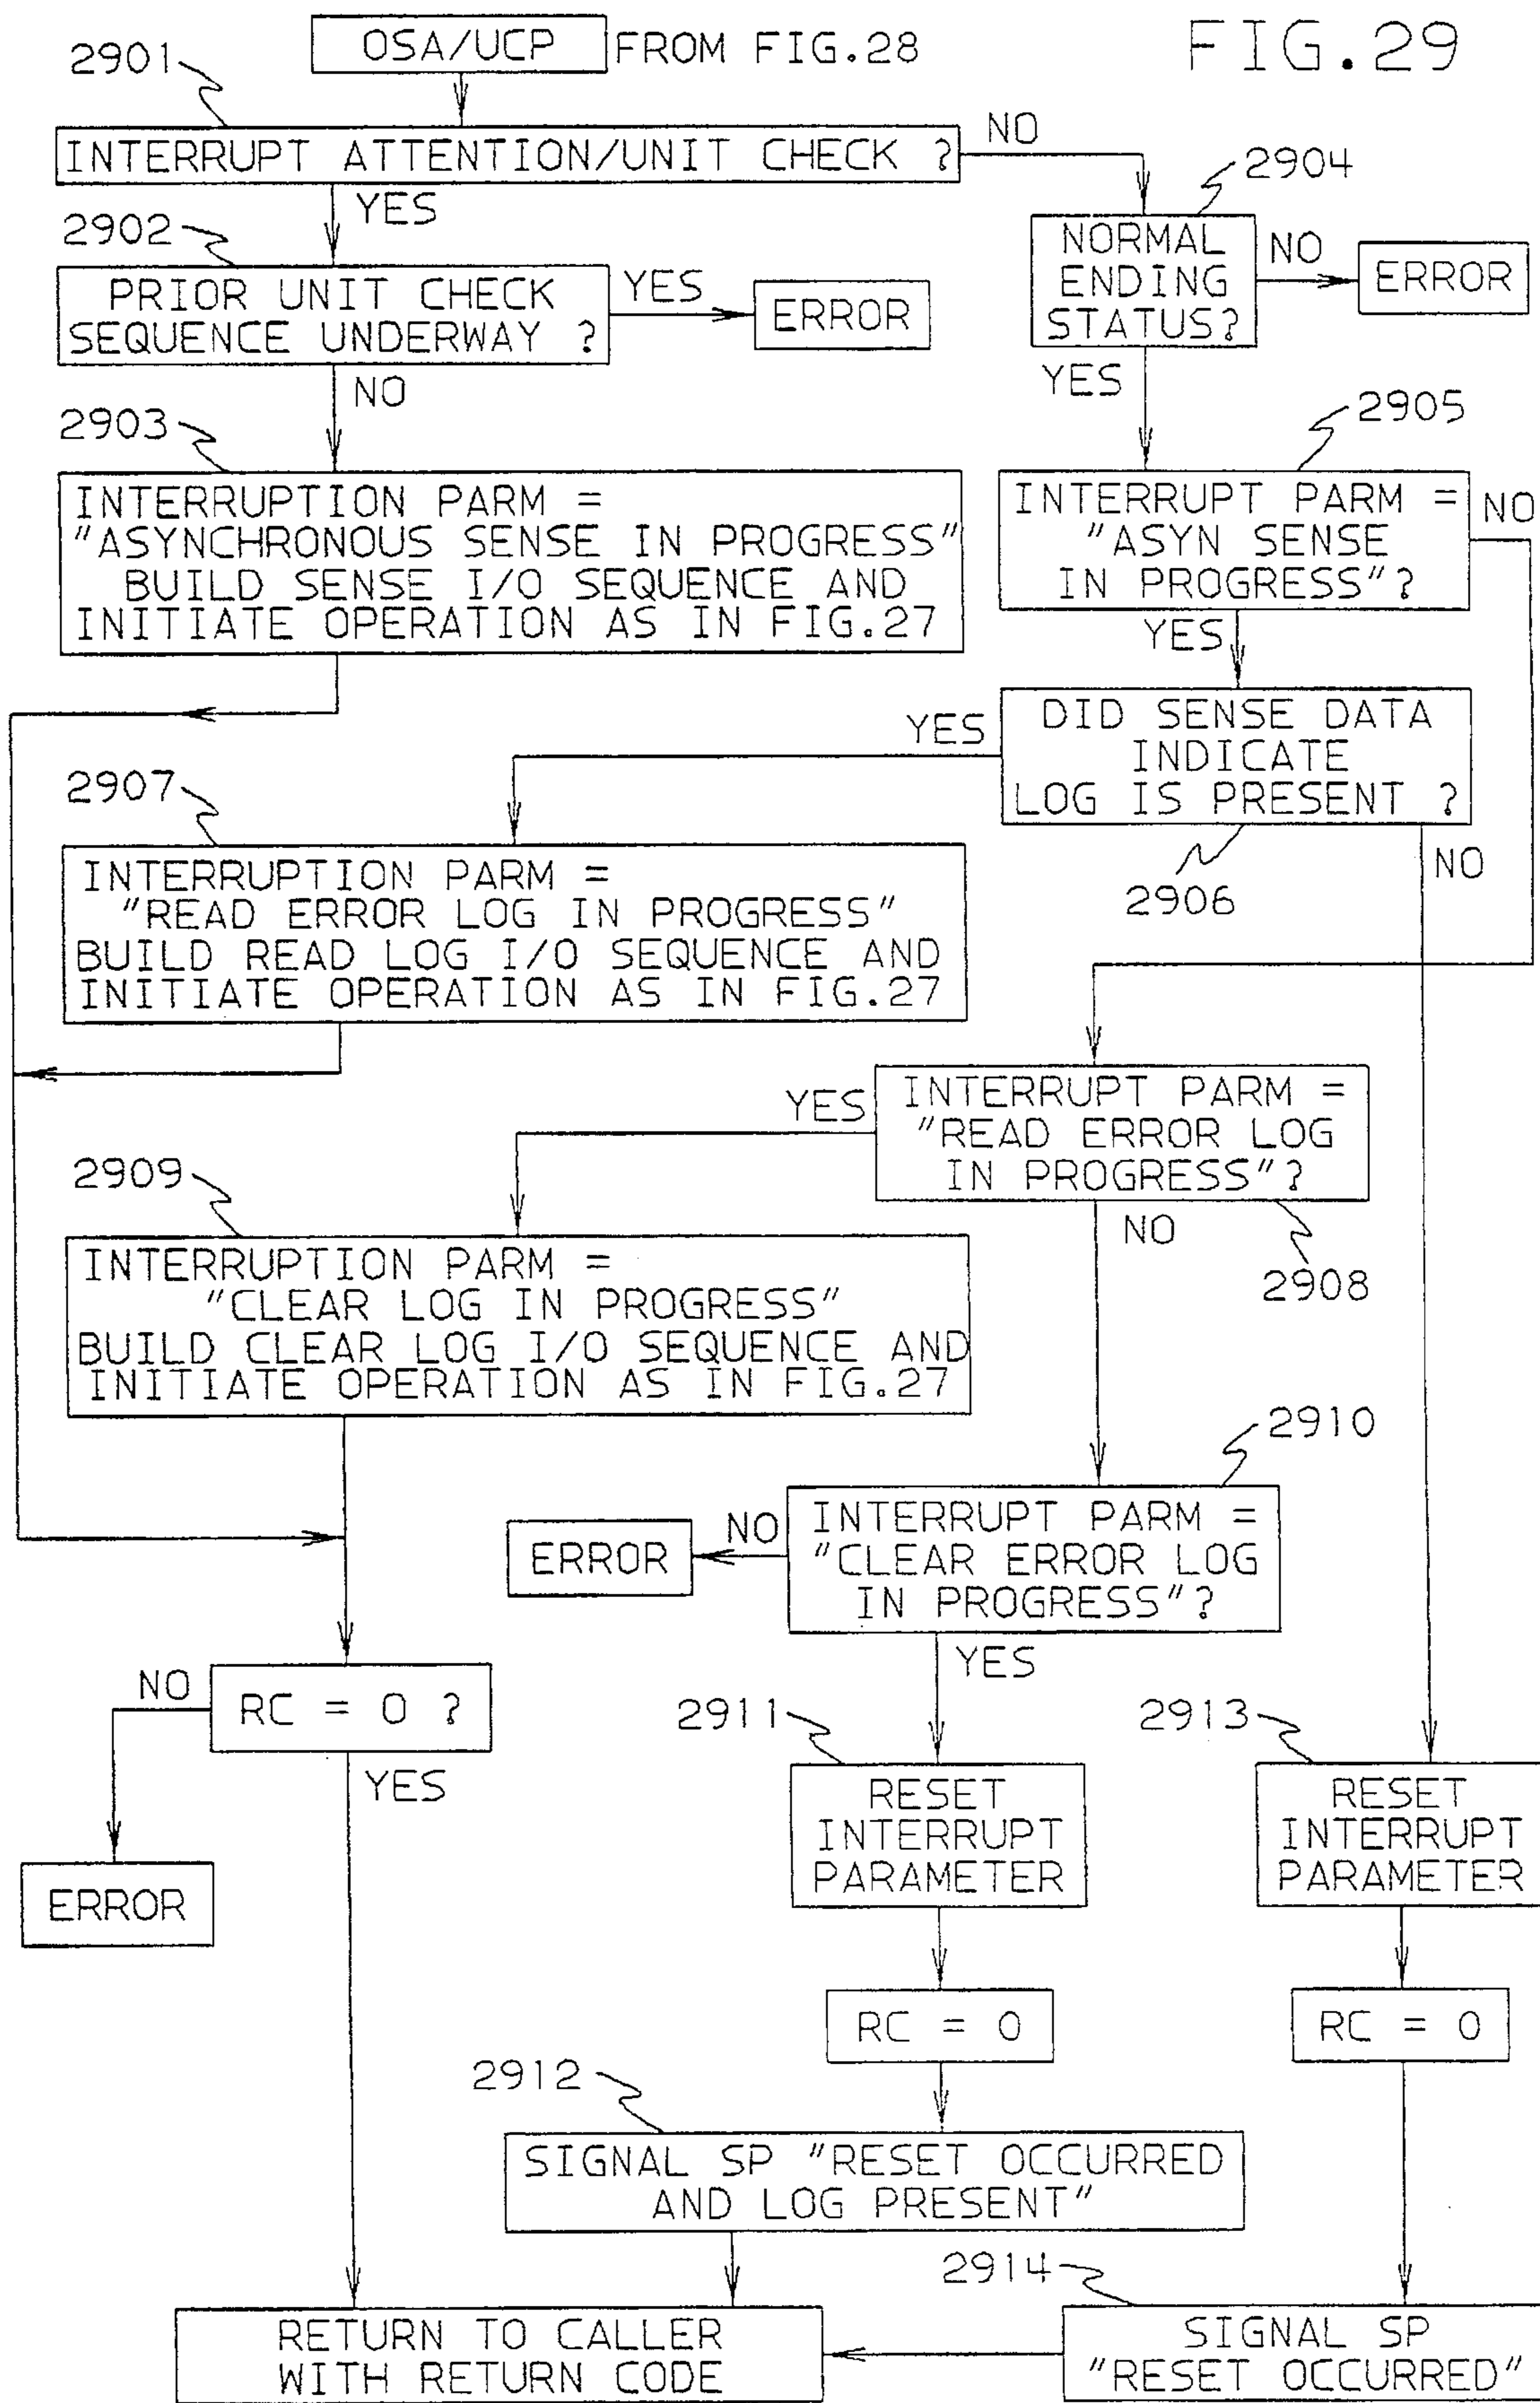 FIG.29
OSA/UCP
FROM FIG.28
2901
INTERRUPT ATTENTION/UNIT CHECK ?
NO
YES
2904
NORMAL
ENDING
STATUS?
NO
ERROR
YES
2902
PRIOR UNIT CHECK
SEQUENCE UNDERWAY ?
YES
ERROR
NO
2903
INTERRUPTION PARM =
"ASYNCHRONOUS SENSE IN PROGRESS"
BUILD SENSE I/O SEQUENCE AND
INITIATE OPERATION AS IN FIG.27
2905
INTERRUPT PARM =
"ASYN SENSE
IN PROGRESS"?
NO
YES
DID SENSE DATA
INDICATE
LOG IS PRESENT ?
YES
NO
2906
2907
INTERRUPTION PARM =
"READ ERROR LOG IN PROGRESS"
BUILD READ LOG I/O SEQUENCE AND
INITIATE OPERATION AS IN FIG.27
INTERRUPT PARM =
"READ ERROR LOG
IN PROGRESS"?
YES
NO
2908
2909
INTERRUPTION PARM =
"CLEAR LOG IN PROGRESS"
BUILD CLEAR LOG I/O SEQUENCE AND
INITIATE OPERATION AS IN FIG.27
2910
INTERRUPT PARM =
"CLEAR ERROR LOG
IN PROGRESS"?
NO
ERROR
YES
RC = 0 ?
NO
YES
ERROR
2911
RESET
INTERRUPT
PARAMETER
RC = 0
2913
RESET
INTERRUPT
PARAMETER
RC = 0
2912
SIGNAL SP "RESET OCCURRED
AND LOG PRESENT"
2914
SIGNAL SP
"RESET OCCURRED"
RETURN TO CALLER
WITH RETURN CODE